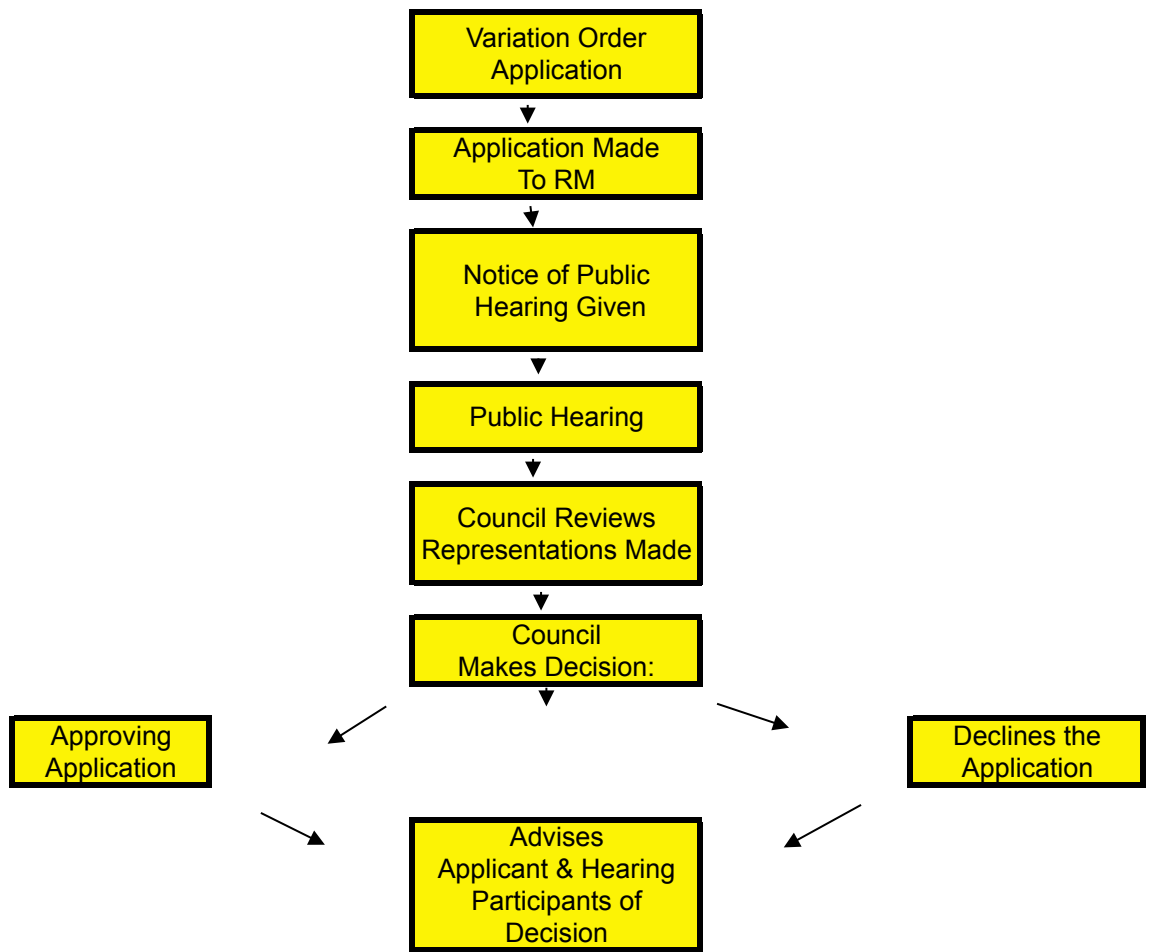 Variation Order
Application
Application Made
To RM
Notice of Public
Hearing Given
Public Hearing
Council Reviews
Representations Made
Council
Makes Decision:
Approving
Application
Declines the
Application
Advises
Applicant & Hearing
Participants of
Decision